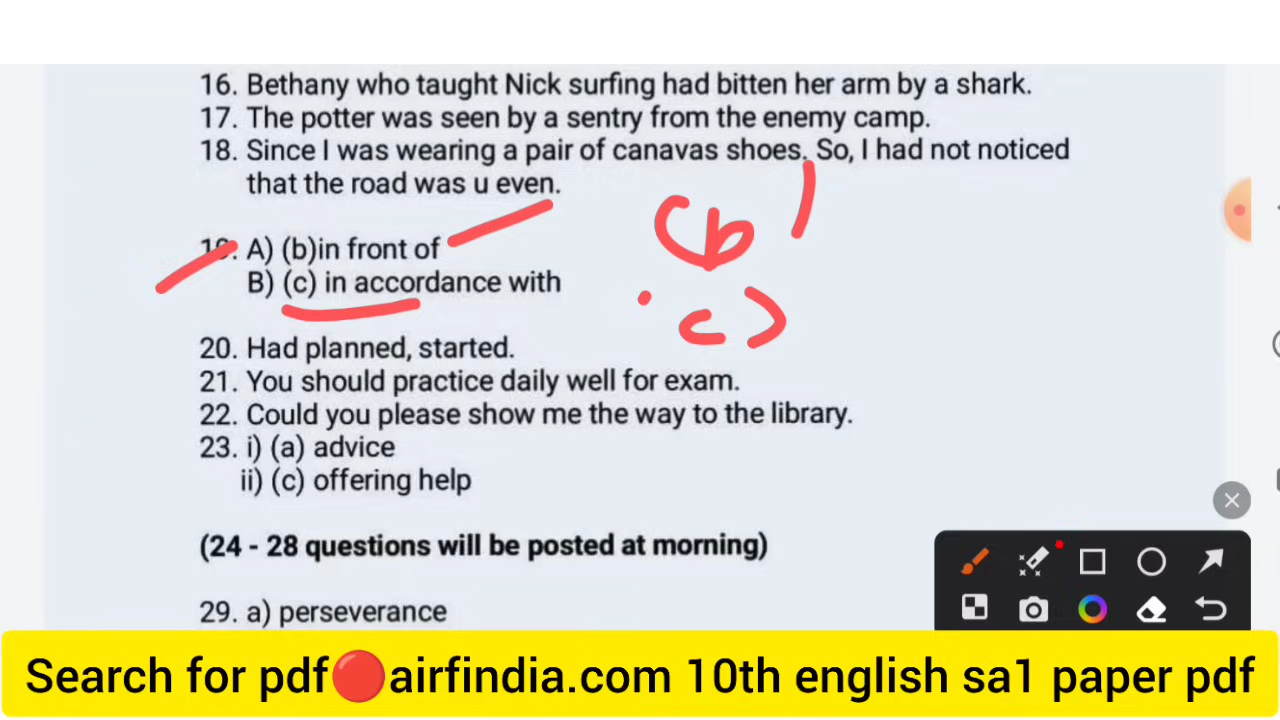 16. Bethany who taught Nick surfing had bitten her arm by a shark.
17. The potter was seen by a sentry from the enemy camp.
18. Since I was wearing a pair of canavas shoes. So, I had not noticed
that the road was u even.
19. A) (b)in front of
(b)
B) (c) in accordance with
c)
20. Had planned, started.
21. You should practice daily well for exam.
22. Could you please show me the way to the library.
23. i) (a) advice
ii) (c) offering help
(24 - 28 questions will be posted at morning)
29. a) perseverance
Search for pdf🔴airfindia.com 10th english sa1 paper pdf